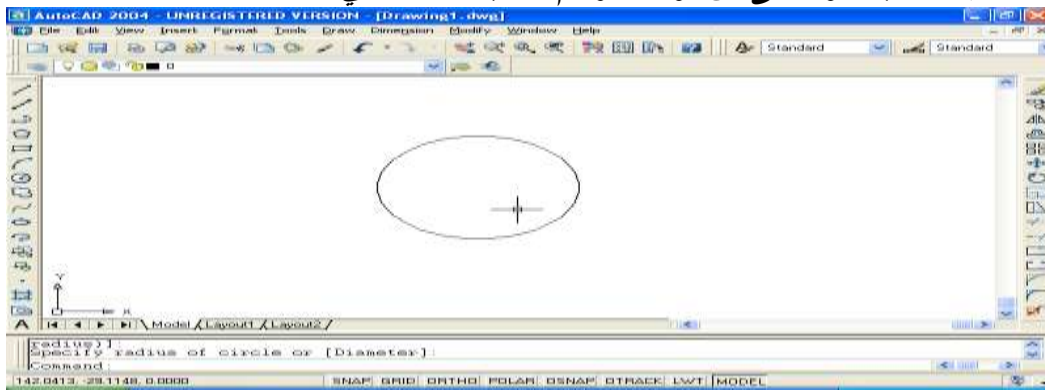 AutoCAD 2004 - UNREGISTERED VERSION - [Drawing1.dwg]
File Edit View Insert Format Tools Draw Dimension Modify Window Help
Standard Standard
0
Y
X
A Model Layout1 Layout2
radius)]:
Specify radius of circle or [Diameter]:
Command:
142.0413, -29.1148, 0.0000 SNAP GRID ORTHO POLAR OSNAP OTRACK LWT MODEL